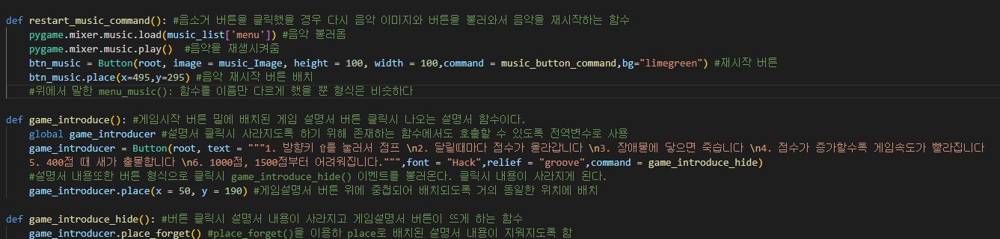 def restart_music_command(): #음소거 버튼을 클릭했을 경우 다시 음악 이미지와 버튼을 불러와서 음악을 재시작하는 함수
pygame.mixer.music.load(music_list['menu']) #음악 불러옴
pygame.mixer.music.play() #음악을 재생시켜줌
btn_music = Button(root, image = music_Image, height = 100, width = 100,command = music_button_command,bg="limegreen") #재시작 버튼
btn_music.place(x=495,y=295) #음악 재시작 버튼 배치
#위에서 말한 menu_music(): 함수를 이름만 다르게 했을 뿐 형식은 비슷하다
def game_introduce(): #게임시작 버튼 밑에 배치된 게임 설명서 버튼 클릭시 나오는 설명서 함수이다.
global game_introducer #설명서 클릭시 사라지도록 하기 위해 존재하는 함수에서도 호출할 수 있도록 전역변수로 사용
game_introducer = Button(root, text = """1. 방향키 ⇧를 눌러서 점프 \n2. 달릴때마다 점수가 올라갑니다 \n3. 장애물에 닿으면 죽습니다 \n4. 점수가 증가할수록 게임속도가 빨라집니다
5. 400점 때 새가 출몰합니다 \n6. 1000점, 1500점부터 어려워집니다.""",font = "Hack",relief = "groove",command = game_introduce_hide)
#설명서 내용또한 버튼 형식으로 클릭시 game_introduce_hide() 이벤트를 불러온다. 클릭시 내용이 사라지게 된다.
game_introducer.place(x = 50, y = 190) #게임설명서 버튼 위에 중첩되어 배치되도록 거의 동일한 위치에 배치
def game_introduce_hide(): #버튼 클릭시 설명서 내용이 사라지고 게임설명서 버튼이 뜨게 하는 함수
game_introducer.place_forget() #place_forget()을 이용하 place로 배치된 설명서 내용이 지워지도록 함